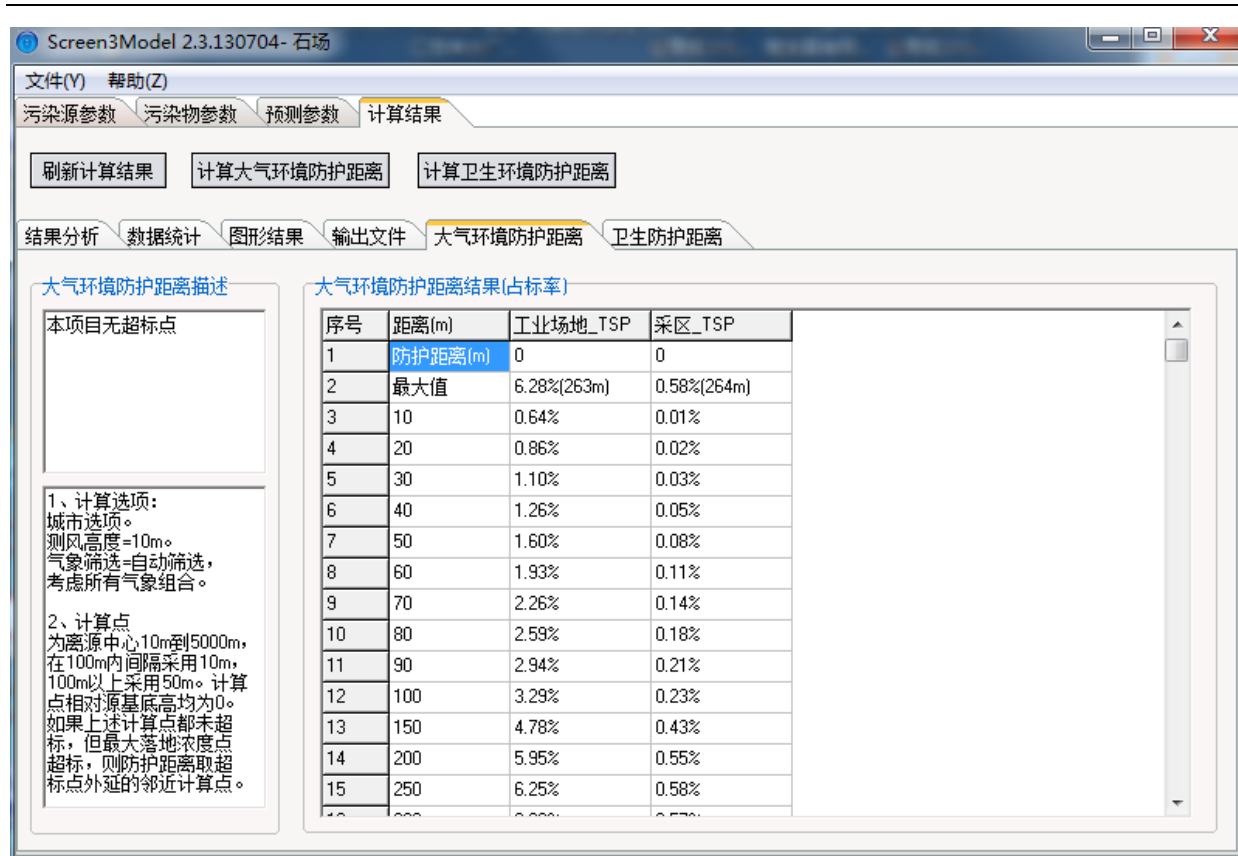 Screen3Model 2.3.130704- 石场
文件(Y) 帮助(Z)
污染源参数 污染物参数 预测参数 计算结果
刷新计算结果 计算大气环境防护距离 计算卫生环境防护距离
结果分析 数据统计 图形结果 输出文件 大气环境防护距离 卫生防护距离
大气环境防护距离描述
本项目无超标点
1、计算选项：
城市选项。
测风高度=10m。
气象筛选=自动筛选，
考虑所有气象组合。
2、计算点
为离源中心10m到5000m，
在100m内间隔采用10m，
100m以上采用50m。计算
点相对源基底高均为0。
如果上述计算点都未超
标，但最大落地浓度点
超标，则防护距离取超
标点外延的邻近计算点。
大气环境防护距离结果(占标率)
序号 距离(m) 工业场地_TSP 采区_TSP
1 防护距离(m) 0 0
2 最大值 6.28%(263m) 0.58%(264m)
3 10 0.64% 0.01%
4 20 0.86% 0.02%
5 30 1.10% 0.03%
6 40 1.26% 0.05%
7 50 1.60% 0.08%
8 60 1.93% 0.11%
9 70 2.26% 0.14%
10 80 2.59% 0.18%
11 90 2.94% 0.21%
12 100 3.29% 0.23%
13 150 4.78% 0.43%
14 200 5.95% 0.55%
15 250 6.25% 0.58%